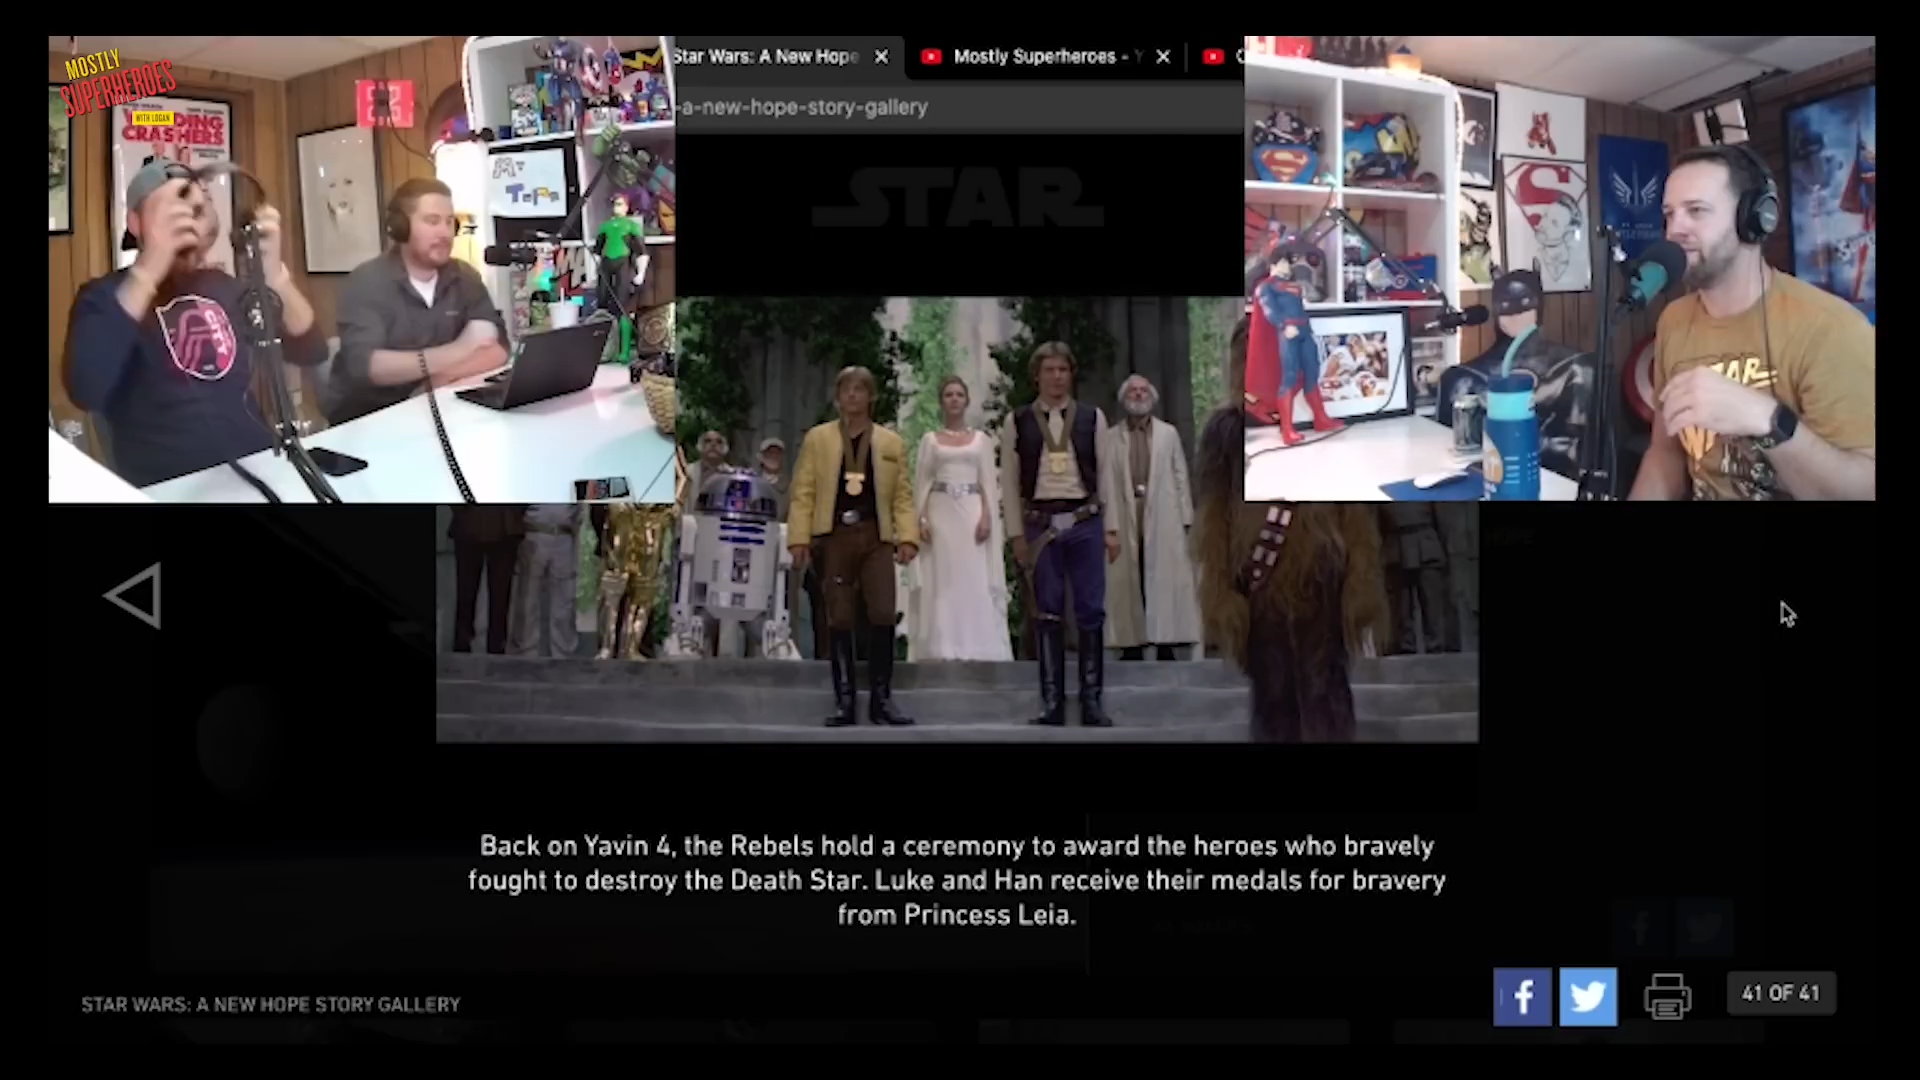 MOSTLY
SUPERHEROES
WITH LOGAN
CRASHERS
CITY
Star Wars: A New Hope
Mostly Superheroes - Y
-a-new-hope-story-gallery
STAR
STAR
Back on Yavin 4, the Rebels hold a ceremony to award the heroes who bravely
fought to destroy the Death Star. Luke and Han receive their medals for bravery
from Princess Leia.
STAR WARS: A NEW HOPE STORY GALLERY
41 OF 41